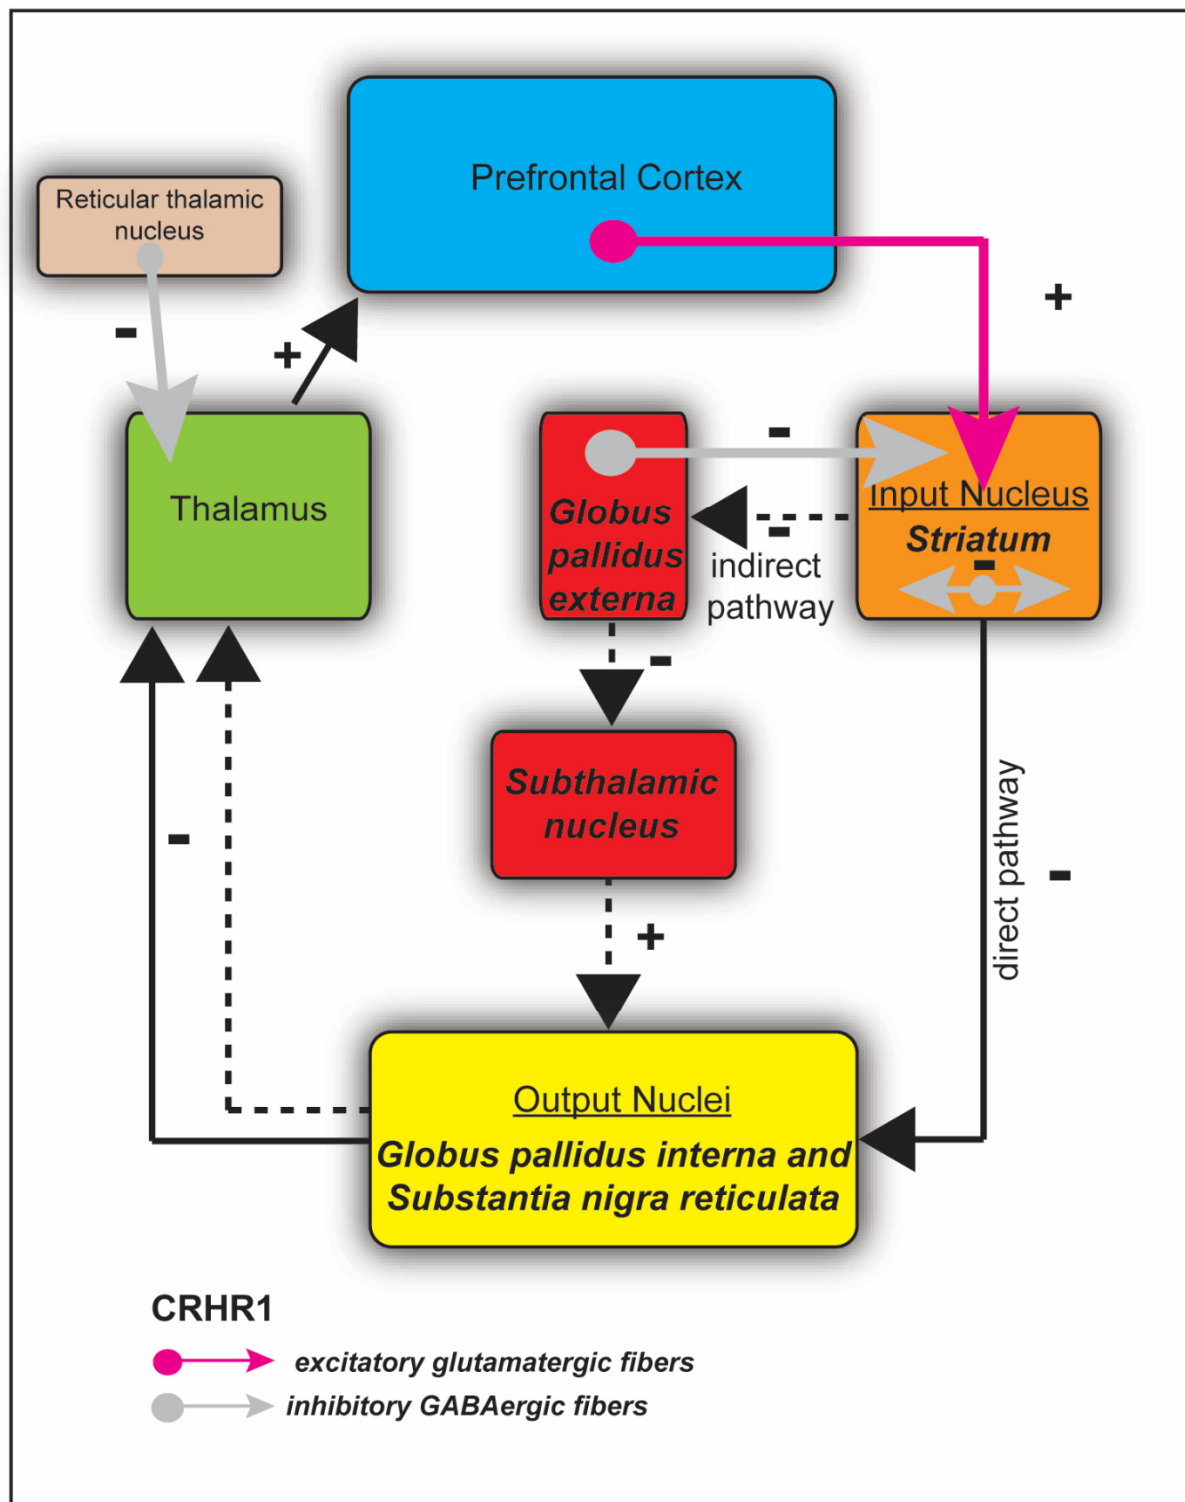 Prefrontal Cortex
Reticular thalamic
nucleus
-
+
+
Thalamus
-
Globus
pallidus
externa
-
indirect
pathway
Input Nucleus
Striatum
-
-
Subthalamic
nucleus
-
direct pathway
-
+
Output Nuclei
Globus pallidus interna and
Substantia nigra reticulata
CRHR1
excitatory glutamatergic fibers
inhibitory GABAergic fibers